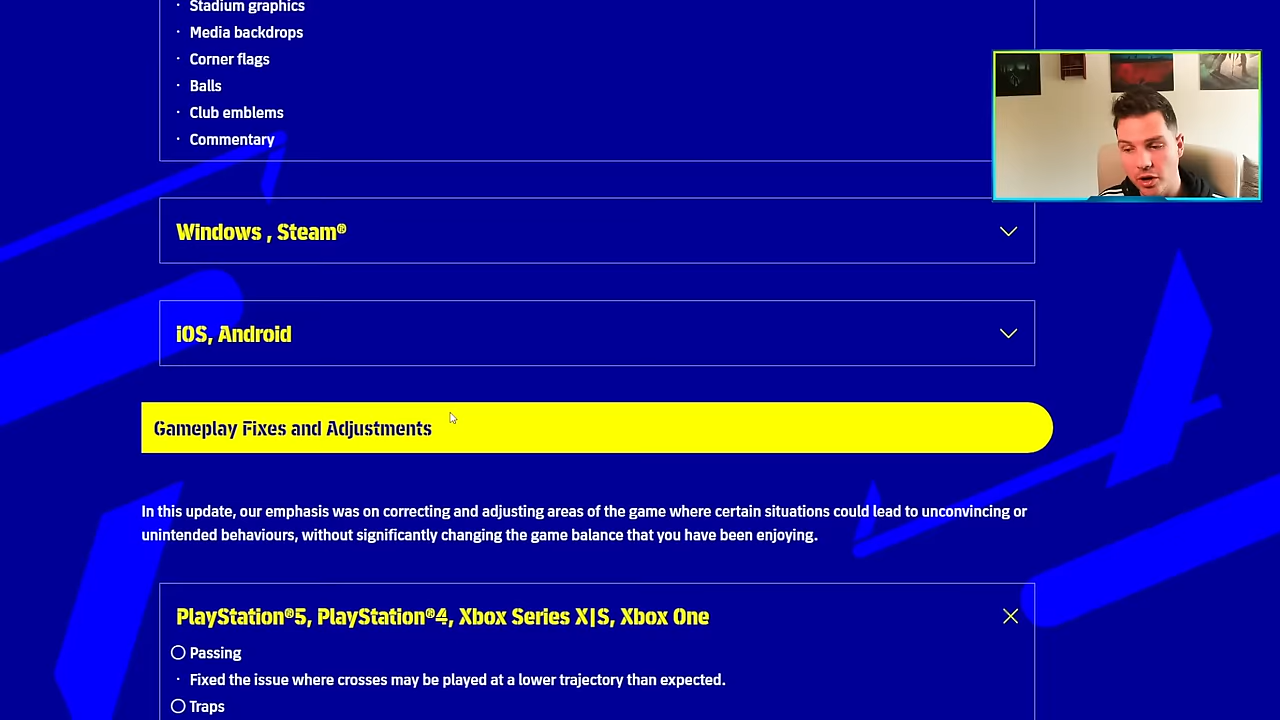 · Stadium graphics
· Media backdrops
· Corner flags
· Balls
· Club emblems
· Commentary
Windows , Steam®
iOS, Android
Gameplay Fixes and Adjustments
In this update, our emphasis was on correcting and adjusting areas of the game where certain situations could lead to unconvincing or
unintended behaviours, without significantly changing the game balance that you have been enjoying.
PlayStation®5, PlayStation®4, Xbox Series X|S, Xbox One
○ Passing
· Fixed the issue where crosses may be played at a lower trajectory than expected.
○ Traps